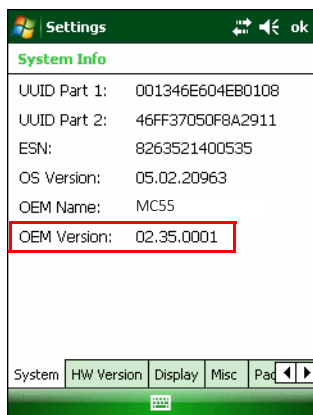 Settings ok
System Info
UUID Part 1: 001346E604EB0108
UUID Part 2: 46FF37050F8A2911
ESN: 8263521400535
OS Version: 05.02.20963
OEM Name: MC55
OEM Version: 02.35.0001
System HW Version Display Misc Pac